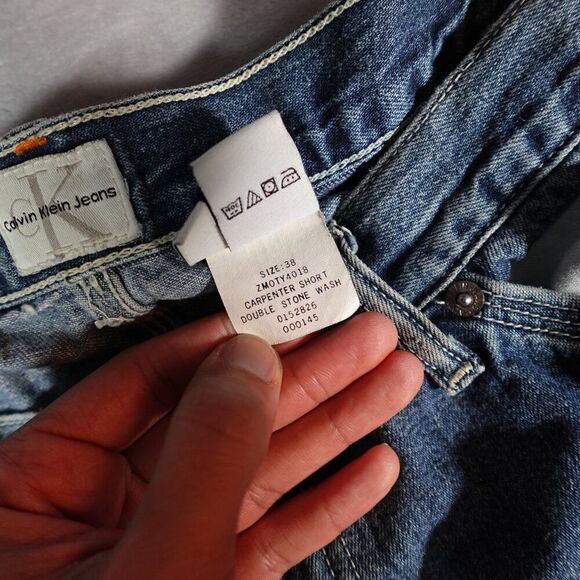 Calvin Klein Jeans
CK
SIZE:38
ZMOTY4018
CARPENTER SHORT
DOUBLE STONE WASH
0152826
000145